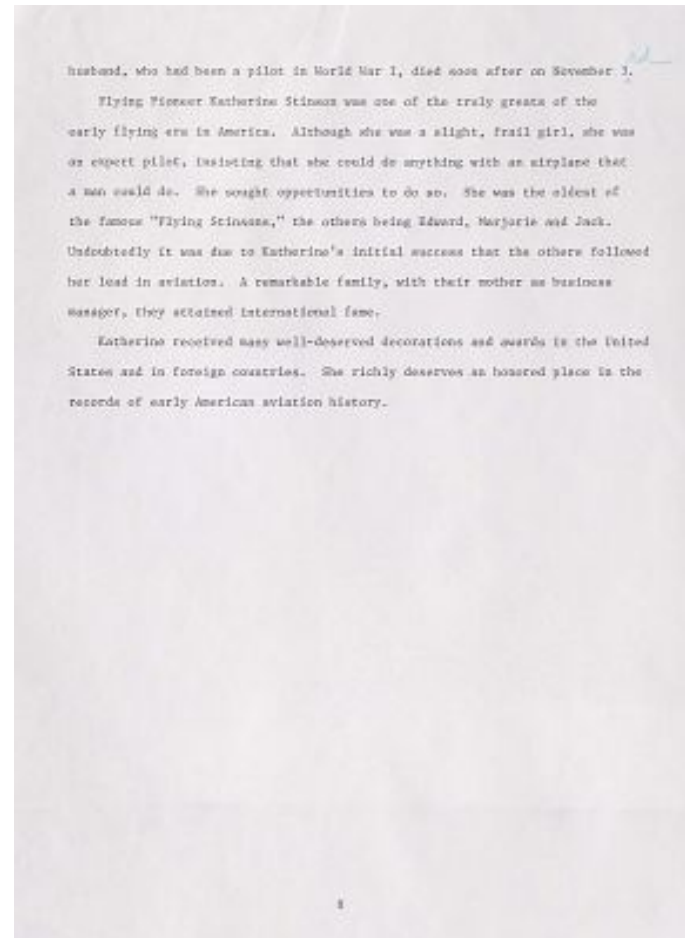 husband, who had been a pilot in World War I, died soon after on November 3.
Flying Pioneer Katherine Stinson was one of the truly greats of the
early flying era in America. Although she was a slight, frail girl, she was
an expert pilot, insisting that she could do anything with an airplane that
a man could do. She sought opportunities to do so. She was the oldest of
the famous "Flying Stinsons," the others being Edward, Marjorie and Jack.
Undoubtedly it was due to Katherine's initial success that the others followed
her lead in aviation. A remarkable family, with their mother as business
manager, they attained international fame.
Katherine received many well-deserved decorations and awards in the United
States and in foreign countries. She richly deserves an honored place in the
records of early American aviation history.
8